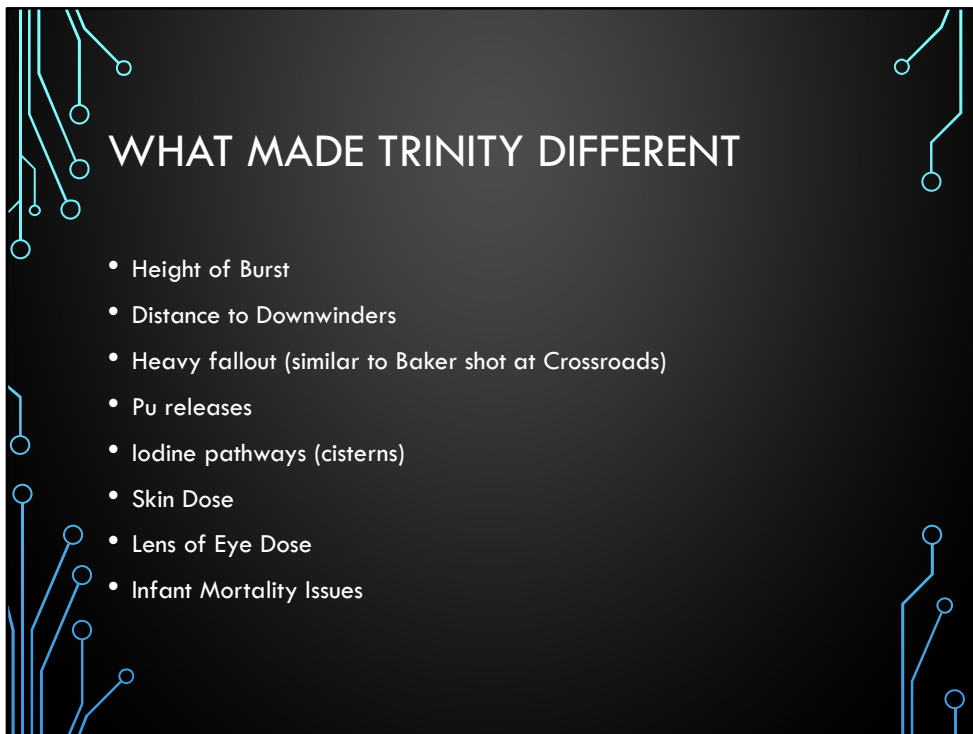 WHAT MADE TRINITY DIFFERENT
• Height of Burst
• Distance to Downwinders
• Heavy fallout (similar to Baker shot at Crossroads)
• Pu releases
• Iodine pathways (cisterns)
• Skin Dose
• Lens of Eye Dose
• Infant Mortality Issues